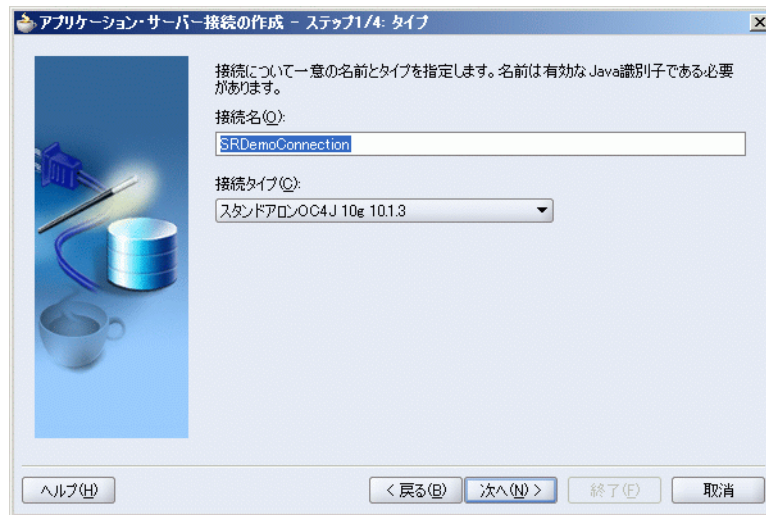 アプリケーション・サーバー接続の作成 - ステップ1/4: タイプ
接続について一意の名前とタイプを指定します。名前は有効なJava識別子である必要
があります。
接続名(O):
SRDemoConnection
接続タイプ(C):
スタンドアロンOC4J 10g 10.1.3
ヘルプ(H)
< 戻る(B)
次へ(N) >
終了(F)
取消